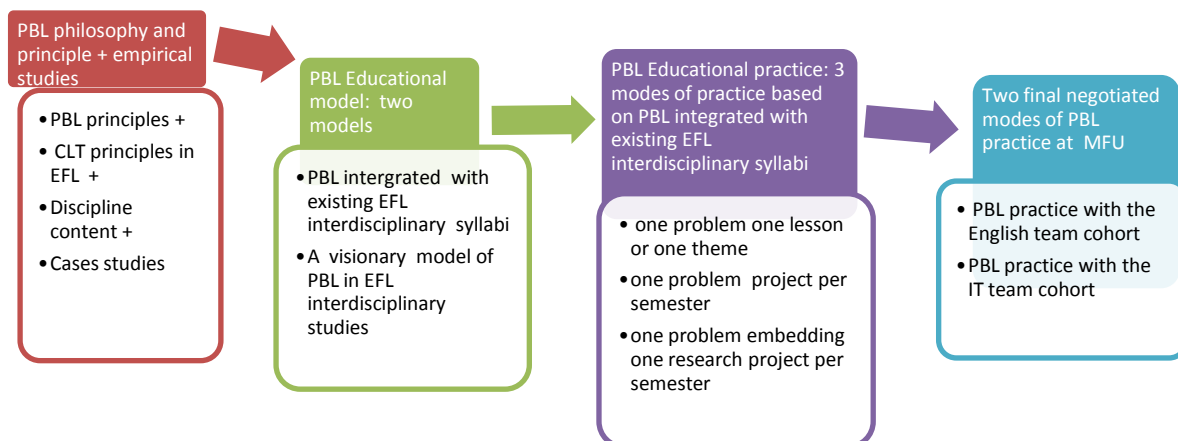 PBL philosophy and
principle + empirical
studies
•PBL principles +
• CLT principles in
EFL +
•Discipline
content +
•Cases studies
PBL Educational
model: two
models
•PBL intergrated with
existing EFL
interdisciplinary syllabi
•A visionary model of
PBL in EFL
interdisciplinary
studies
PBL Educational practice: 3
modes of practice based
on PBL integrated with
existing EFL
interdisciplinary syllabi
• one problem one lesson
or one theme
•one problem project per
semester
•one problem embedding
one research project per
semester
Two final negotiated
modes of PBL
practice at MFU
• PBL practice with the
English team cohort
•PBL practice with the
IT team cohort